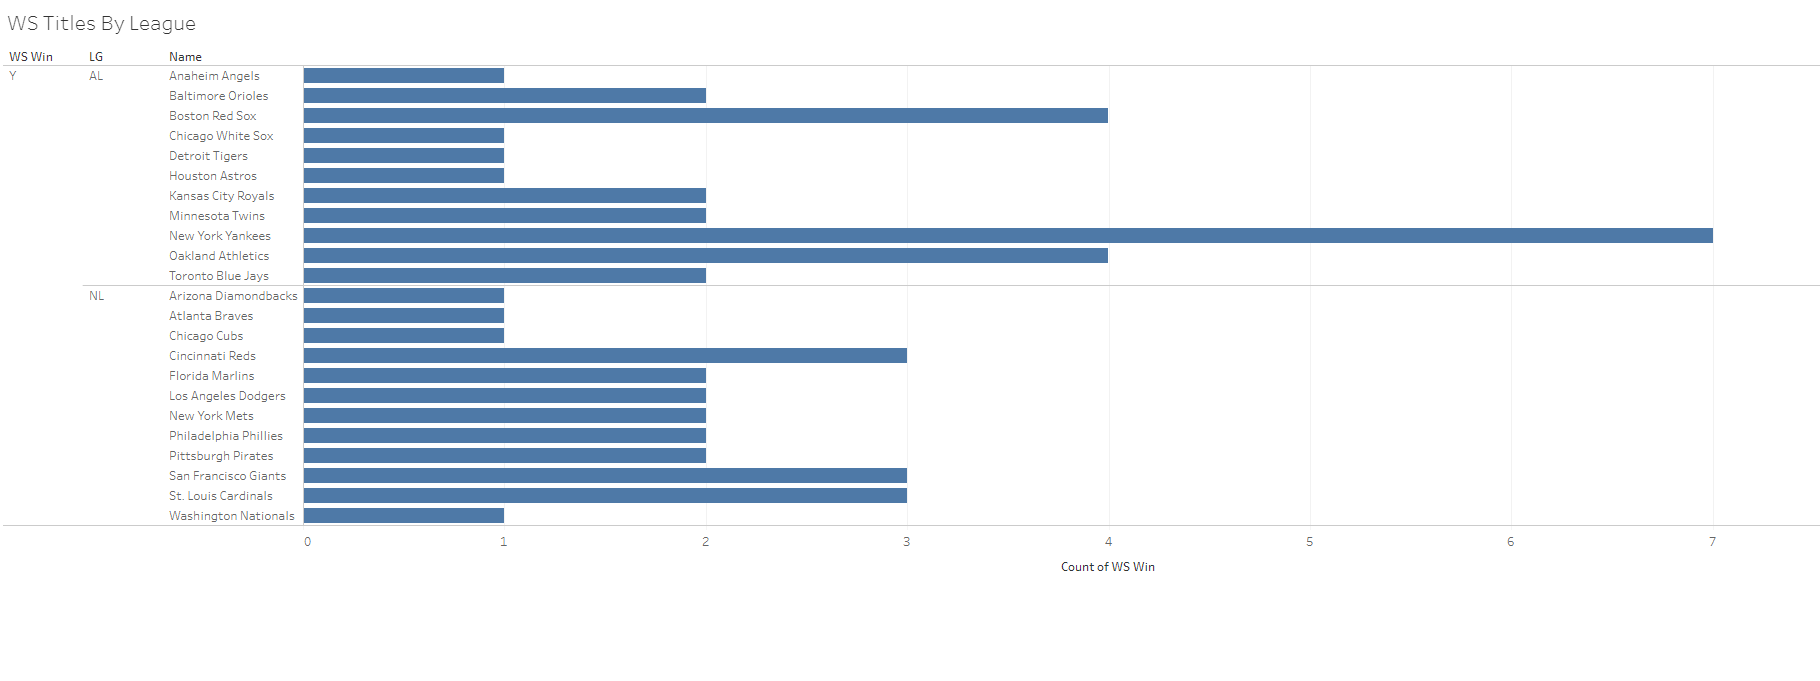 WS Titles By League
WS Win LG Name
Y AL Anaheim Angels
Baltimore Orioles
Boston Red Sox
Chicago White Sox
Detroit Tigers
Houston Astros
Kansas City Royals
Minnesota Twins
New York Yankees
Oakland Athletics
Toronto Blue Jays
NL Arizona Diamondbacks
Atlanta Braves
Chicago Cubs
Cincinnati Reds
Florida Marlins
Los Angeles Dodgers
New York Mets
Philadelphia Phillies
Pittsburgh Pirates
San Francisco Giants
St. Louis Cardinals
Washington Nationals
0 1 2 3 4 5 6 7
Count of WS Win